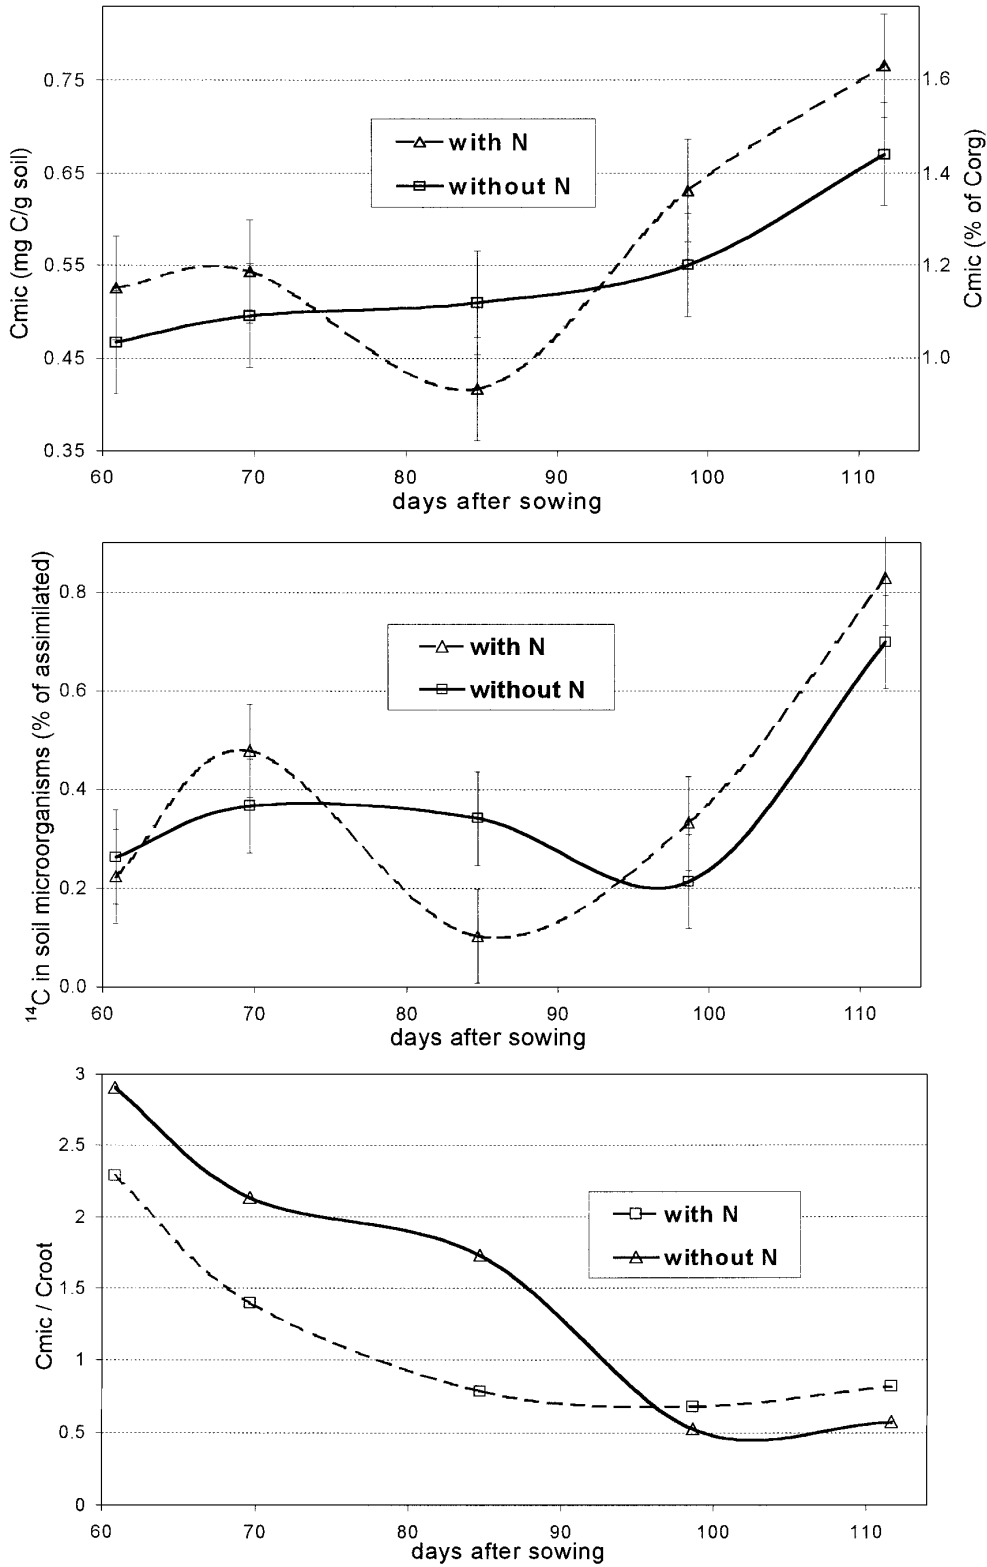 Cmic (mg C/g soil)
0.75
0.65
0.55
0.45
0.35
with N
without N
1.6
1.4
1.2
1.0
Cmic (% of Corg)
60 70 80 90 100 110
days after sowing
¹⁴C in soil microorganisms (% of assimilated)
0.8
0.6
0.4
0.2
0.0
with N
without N
60 70 80 90 100 110
days after sowing
Cmic / Croot
3
2.5
2
1.5
1
0.5
0
with N
without N
60 70 80 90 100 110
days after sowing